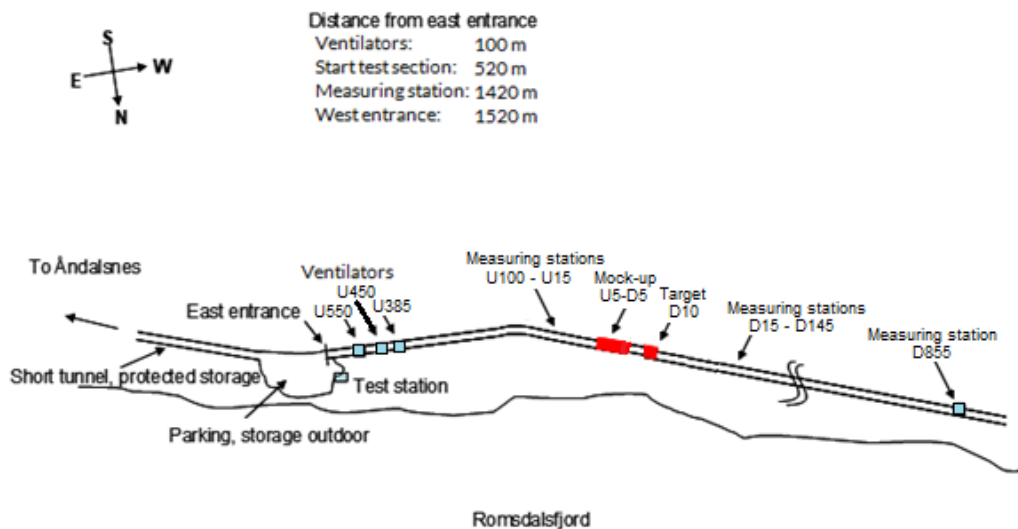 Distance from east entrance
Ventilators: 100 m
Start test section: 520 m
Measuring station: 1420 m
West entrance: 1520 m
S
E W
N
To Åndalsnes
Ventilators
U450
U550 U385
East entrance
Measuring stations
U100 - U15
Mock-up
U5-D5
Target
D10
Measuring stations
D15 - D145
Measuring station
D855
Short tunnel, protected storage
Test station
Parking, storage outdoor
Romsdalsfjord